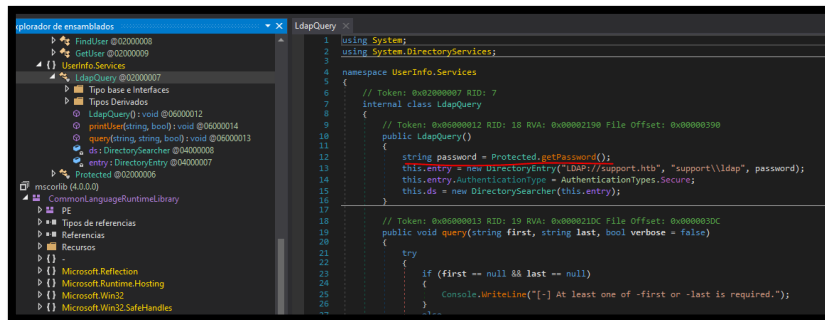 xplorador de ensamblados
FindUser @02000008
GetUser @02000009
{ } UserInfo.Services
LdapQuery @02000007
Tipo base e Interfaces
Tipos Derivados
LdapQuery() : void @06000012
printUser(string, bool) : void @06000014
query(string, string, bool) : void @06000013
ds : DirectorySearcher @04000008
entry : DirectoryEntry @04000007
Protected @02000006
mscorlib (4.0.0.0)
CommonLanguageRuntimeLibrary
PE
Tipos de referencias
Referencias
Recursos
{ } -
{ } Microsoft.Reflection
{ } Microsoft.Runtime.Hosting
{ } Microsoft.Win32
{ } Microsoft.Win32.SafeHandles
LdapQuery
1 using System;
2 using System.DirectoryServices;
3
4 namespace UserInfo.Services
5 {
6 // Token: 0x02000007 RID: 7
7 internal class LdapQuery
8 {
9 // Token: 0x06000012 RID: 18 RVA: 0x00002190 File Offset: 0x00000390
10 public LdapQuery()
11 {
12 string password = Protected.getPassword();
13 this.entry = new DirectoryEntry("LDAP://support.htb", "support\\ldap", password);
14 this.entry.AuthenticationType = AuthenticationTypes.Secure;
15 this.ds = new DirectorySearcher(this.entry);
16 }
17
18 // Token: 0x06000013 RID: 19 RVA: 0x000021DC File Offset: 0x000003DC
19 public void query(string first, string last, bool verbose = false)
20 {
21 try
22 {
23 if (first == null && last == null)
24 {
25 Console.WriteLine("[-] At least one of -first or -last is required.");
26 }
27 else